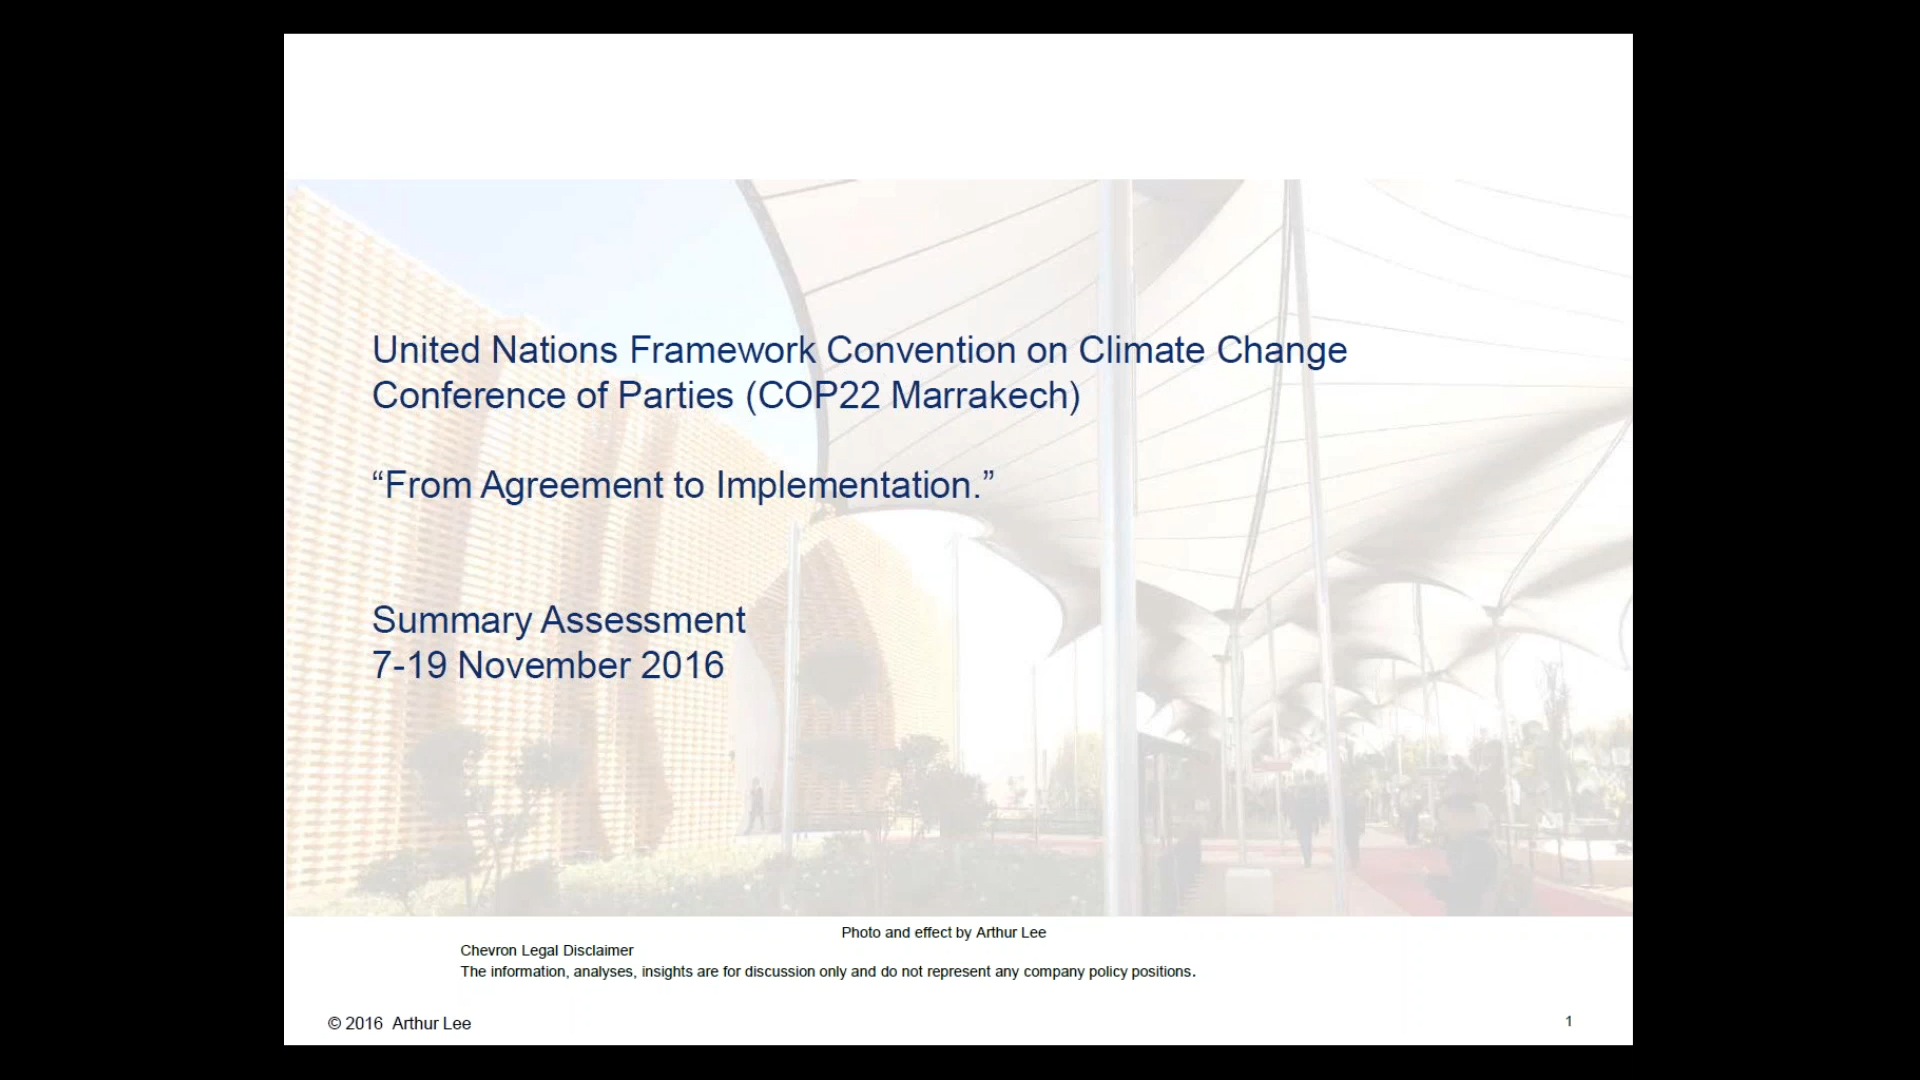 United Nations Framework Convention on Climate Change
Conference of Parties (COP22 Marrakech)
“From Agreement to Implementation.”
Summary Assessment
7-19 November 2016
Photo and effect by Arthur Lee
Chevron Legal Disclaimer
The information, analyses, insights are for discussion only and do not represent any company policy positions.
© 2016 Arthur Lee
1